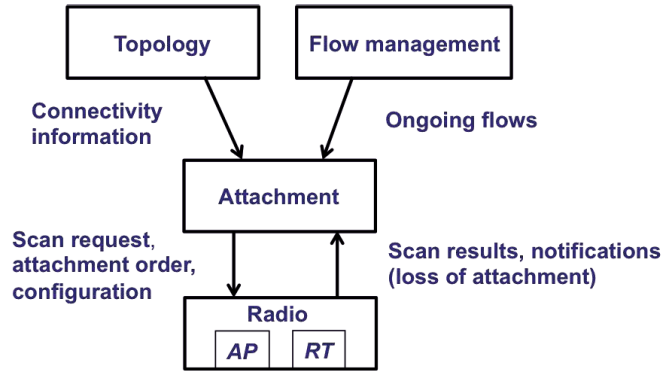 Topology
Flow management
Connectivity
information
Ongoing flows
Attachment
Scan request,
attachment order,
configuration
Scan results, notifications
(loss of attachment)
Radio
AP
RT